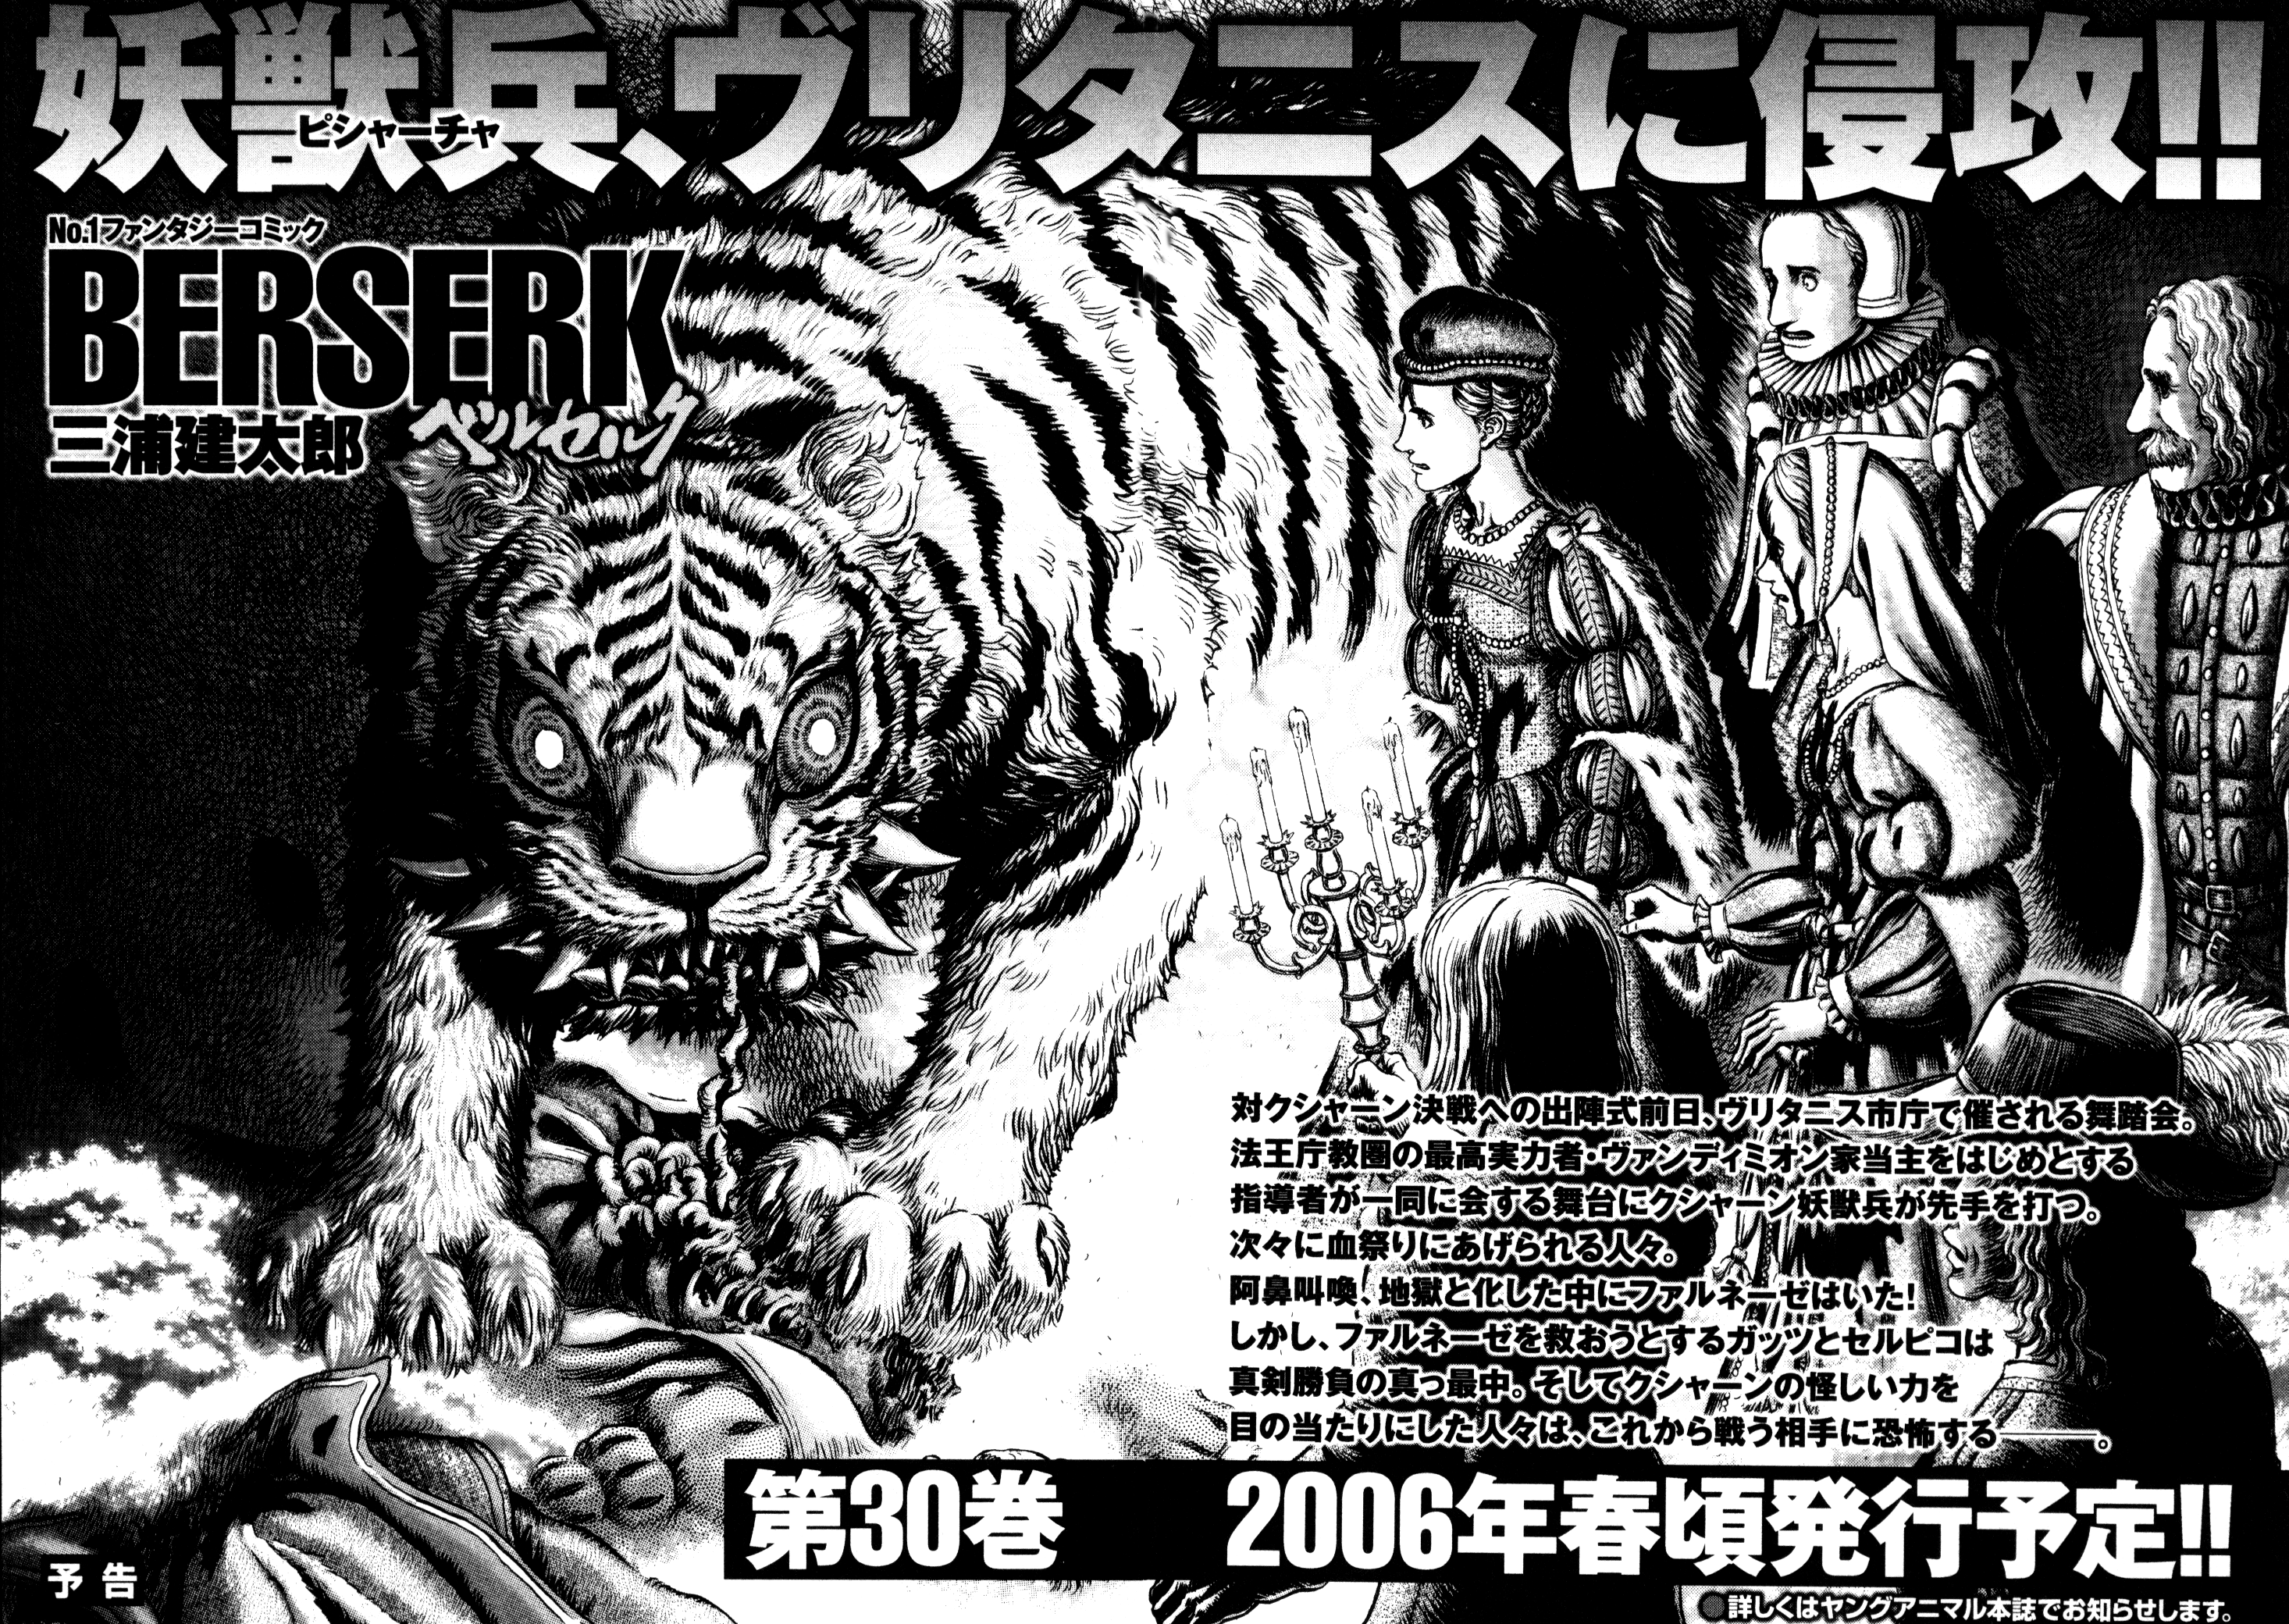 妖獣兵、ヴリタニスに侵攻!!
ピシャーチャ
No.1ファンタジーコミック
BERSERK
ベルセルク
三浦建太郎
対クシャーン決戦への出陣式前日、ヴリタニス市庁で催される舞踏会。
法王庁教圏の最高実力者・ヴァンディミオン家当主をはじめとする
指導者が一同に会する舞台にクシャーン妖獣兵が先手を打つ。
次々に血祭りにあげられる人々。
阿鼻叫喚、地獄と化した中にファルネーゼはいた!
しかし、ファルネーゼを救おうとするガッツとセルピコは
真剣勝負の真っ最中。そしてクシャーンの怪しい力を
目の当たりにした人々は、これから戦う相手に恐怖する――。
第30巻 2006年春頃発行予定!!
予告
●詳しくはヤングアニマル本誌でお知らせします。